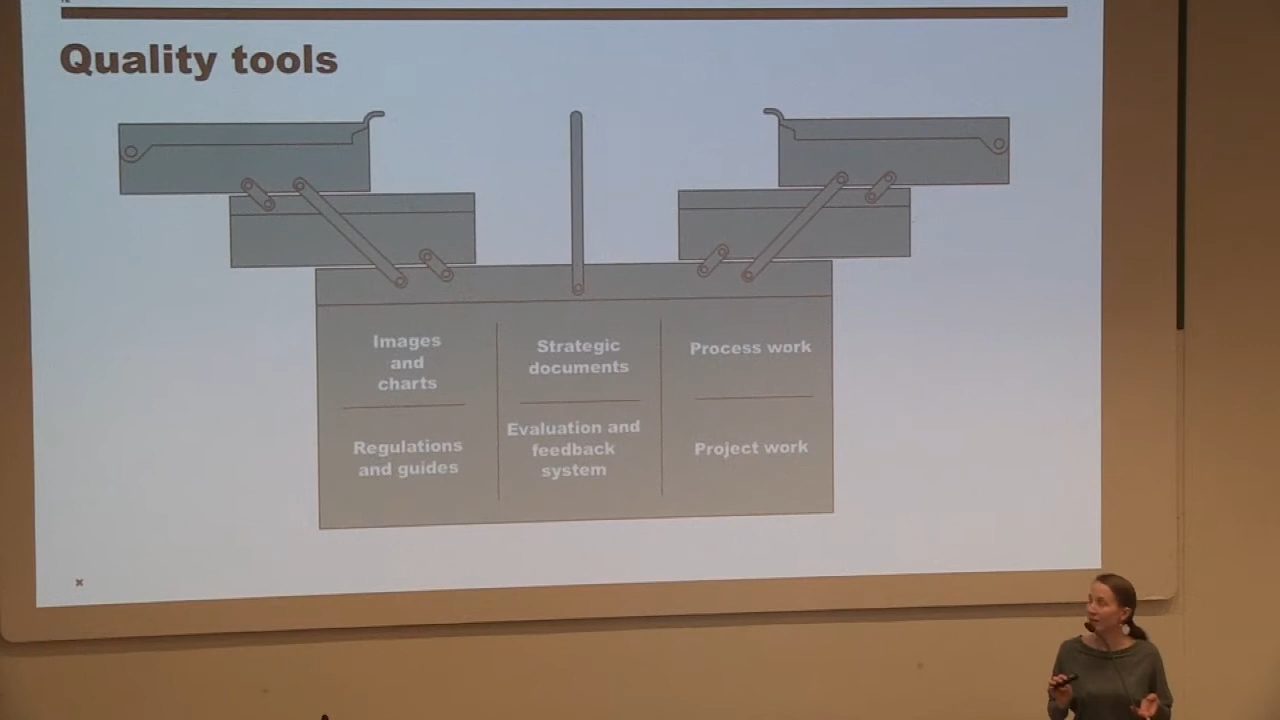 Quality tools
Images
and
charts
Strategic
documents
Process work
Regulations
and guides
Evaluation and
feedback
system
Project work